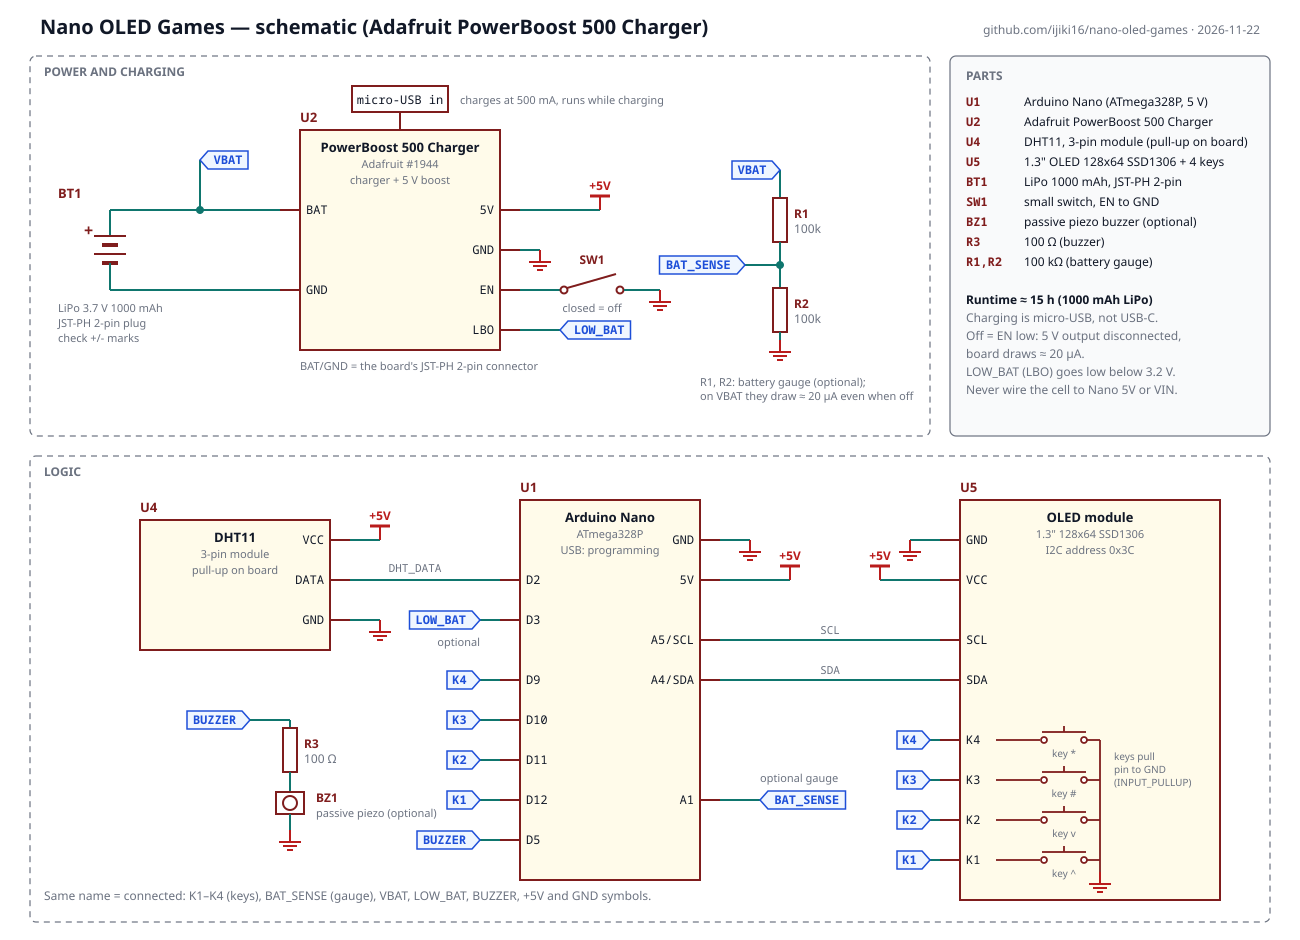 Nano OLED Games — schematic (Adafruit PowerBoost 500 Charger)
github.com/ijiki16/nano-oled-games · 2026-11-22
POWER AND CHARGING
micro-USB in
charges at 500 mA, runs while charging
U2
PowerBoost 500 Charger
Adafruit #1944
charger + 5 V boost
VBAT
BT1
+
BAT
GND
5V
GND
EN
LBO
+5V
SW1
closed = off
LOW_BAT
LiPo 3.7 V 1000 mAh
JST-PH 2-pin plug
check +/- marks
BAT/GND = the board's JST-PH 2-pin connector
VBAT
R1
100k
BAT_SENSE
R2
100k
R1, R2: battery gauge (optional);
on VBAT they draw ≈ 20 µA even when off
PARTS
U1 Arduino Nano (ATmega328P, 5 V)
U2 Adafruit PowerBoost 500 Charger
U4 DHT11, 3-pin module (pull-up on board)
U5 1.3" OLED 128x64 SSD1306 + 4 keys
BT1 LiPo 1000 mAh, JST-PH 2-pin
SW1 small switch, EN to GND
BZ1 passive piezo buzzer (optional)
R3 100 Ω (buzzer)
R1,R2 100 kΩ (battery gauge)
Runtime ≈ 15 h (1000 mAh LiPo)
Charging is micro-USB, not USB-C.
Off = EN low: 5 V output disconnected,
board draws ≈ 20 µA.
LOW_BAT (LBO) goes low below 3.2 V.
Never wire the cell to Nano 5V or VIN.
LOGIC
U4
DHT11
3-pin module
pull-up on board
VCC
DATA
GND
+5V
DHT_DATA
LOW_BAT
optional
K4
K3
K2
K1
BUZZER
BUZZER
R3
100 Ω
BZ1
passive piezo (optional)
U1
Arduino Nano
ATmega328P
USB: programming
D2
D3
D9
D10
D11
D12
D5
GND
5V
A5/SCL
A4/SDA
A1
+5V
+5V
SCL
SDA
optional gauge
BAT_SENSE
U5
OLED module
1.3" 128x64 SSD1306
I2C address 0x3C
GND
VCC
SCL
SDA
K4
K4
key *
K3
K3
key #
K2
K2
key v
K1
K1
key ^
keys pull
pin to GND
(INPUT_PULLUP)
Same name = connected: K1–K4 (keys), BAT_SENSE (gauge), VBAT, LOW_BAT, BUZZER, +5V and GND symbols.